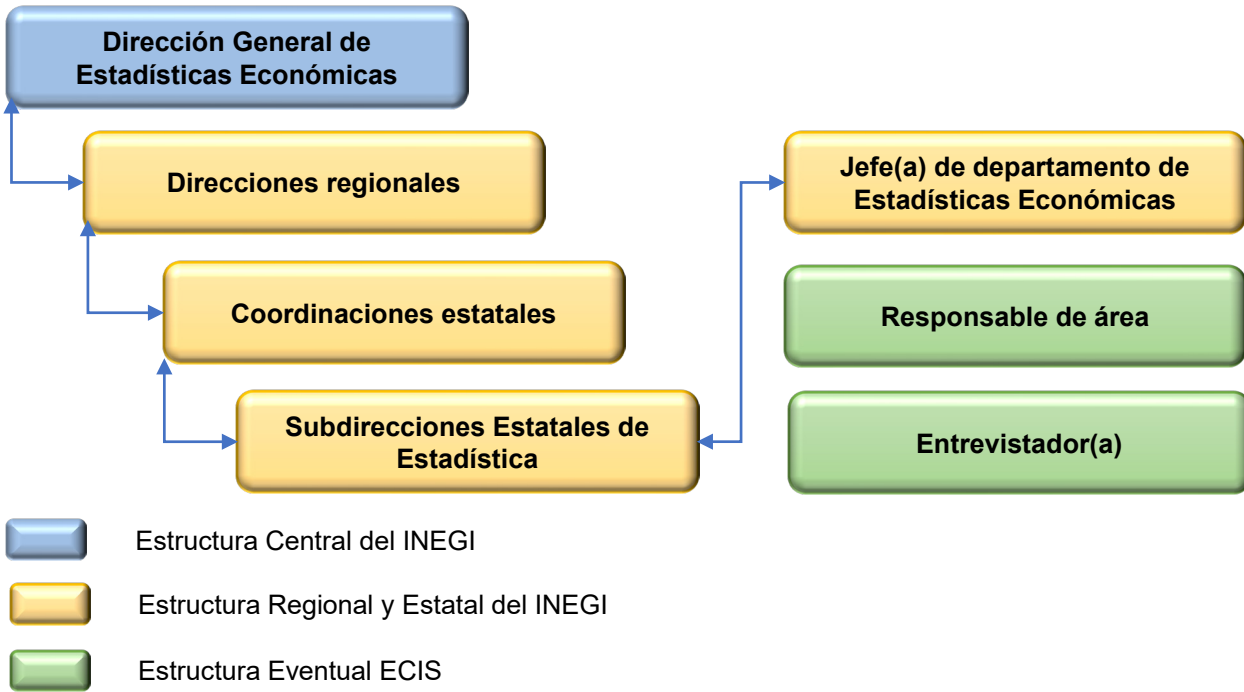 Dirección General de
Estadísticas Económicas
Direcciones regionales
Coordinaciones estatales
Subdirecciones Estatales de
Estadística
Jefe(a) de departamento de
Estadísticas Económicas
Responsable de área
Entrevistador(a)
Estructura Central del INEGI
Estructura Regional y Estatal del INEGI
Estructura Eventual ECIS